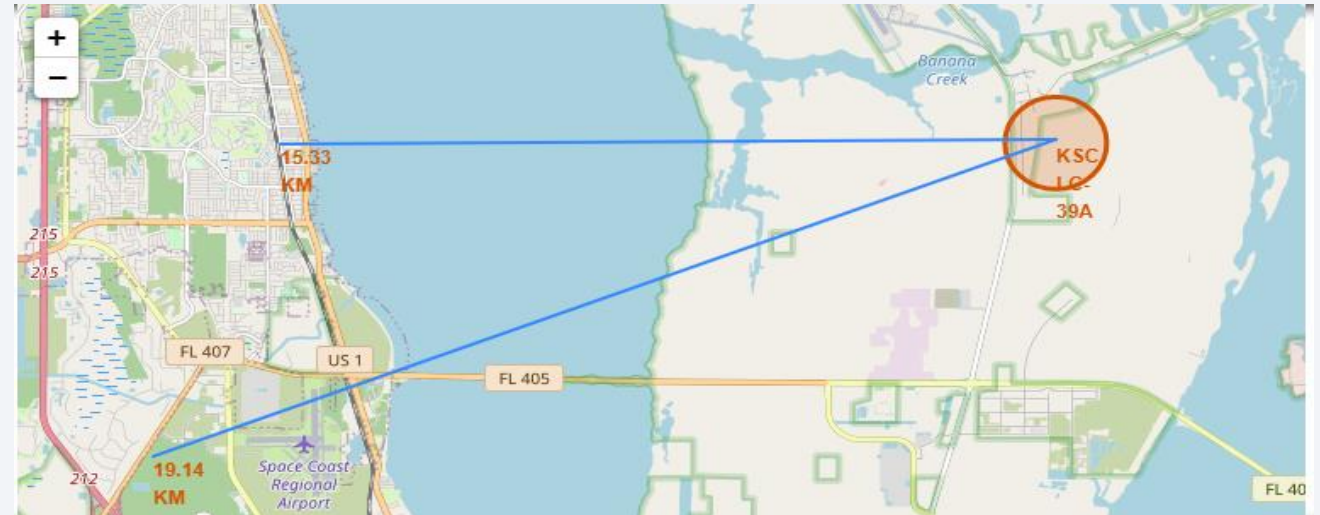 +
−
Banana
Creek
15.33
KM
KSC
LC-
39A
215
215
FL 407
US 1
FL 405
19.14
KM
212
Space Coast
Regional
Airport
FL 40